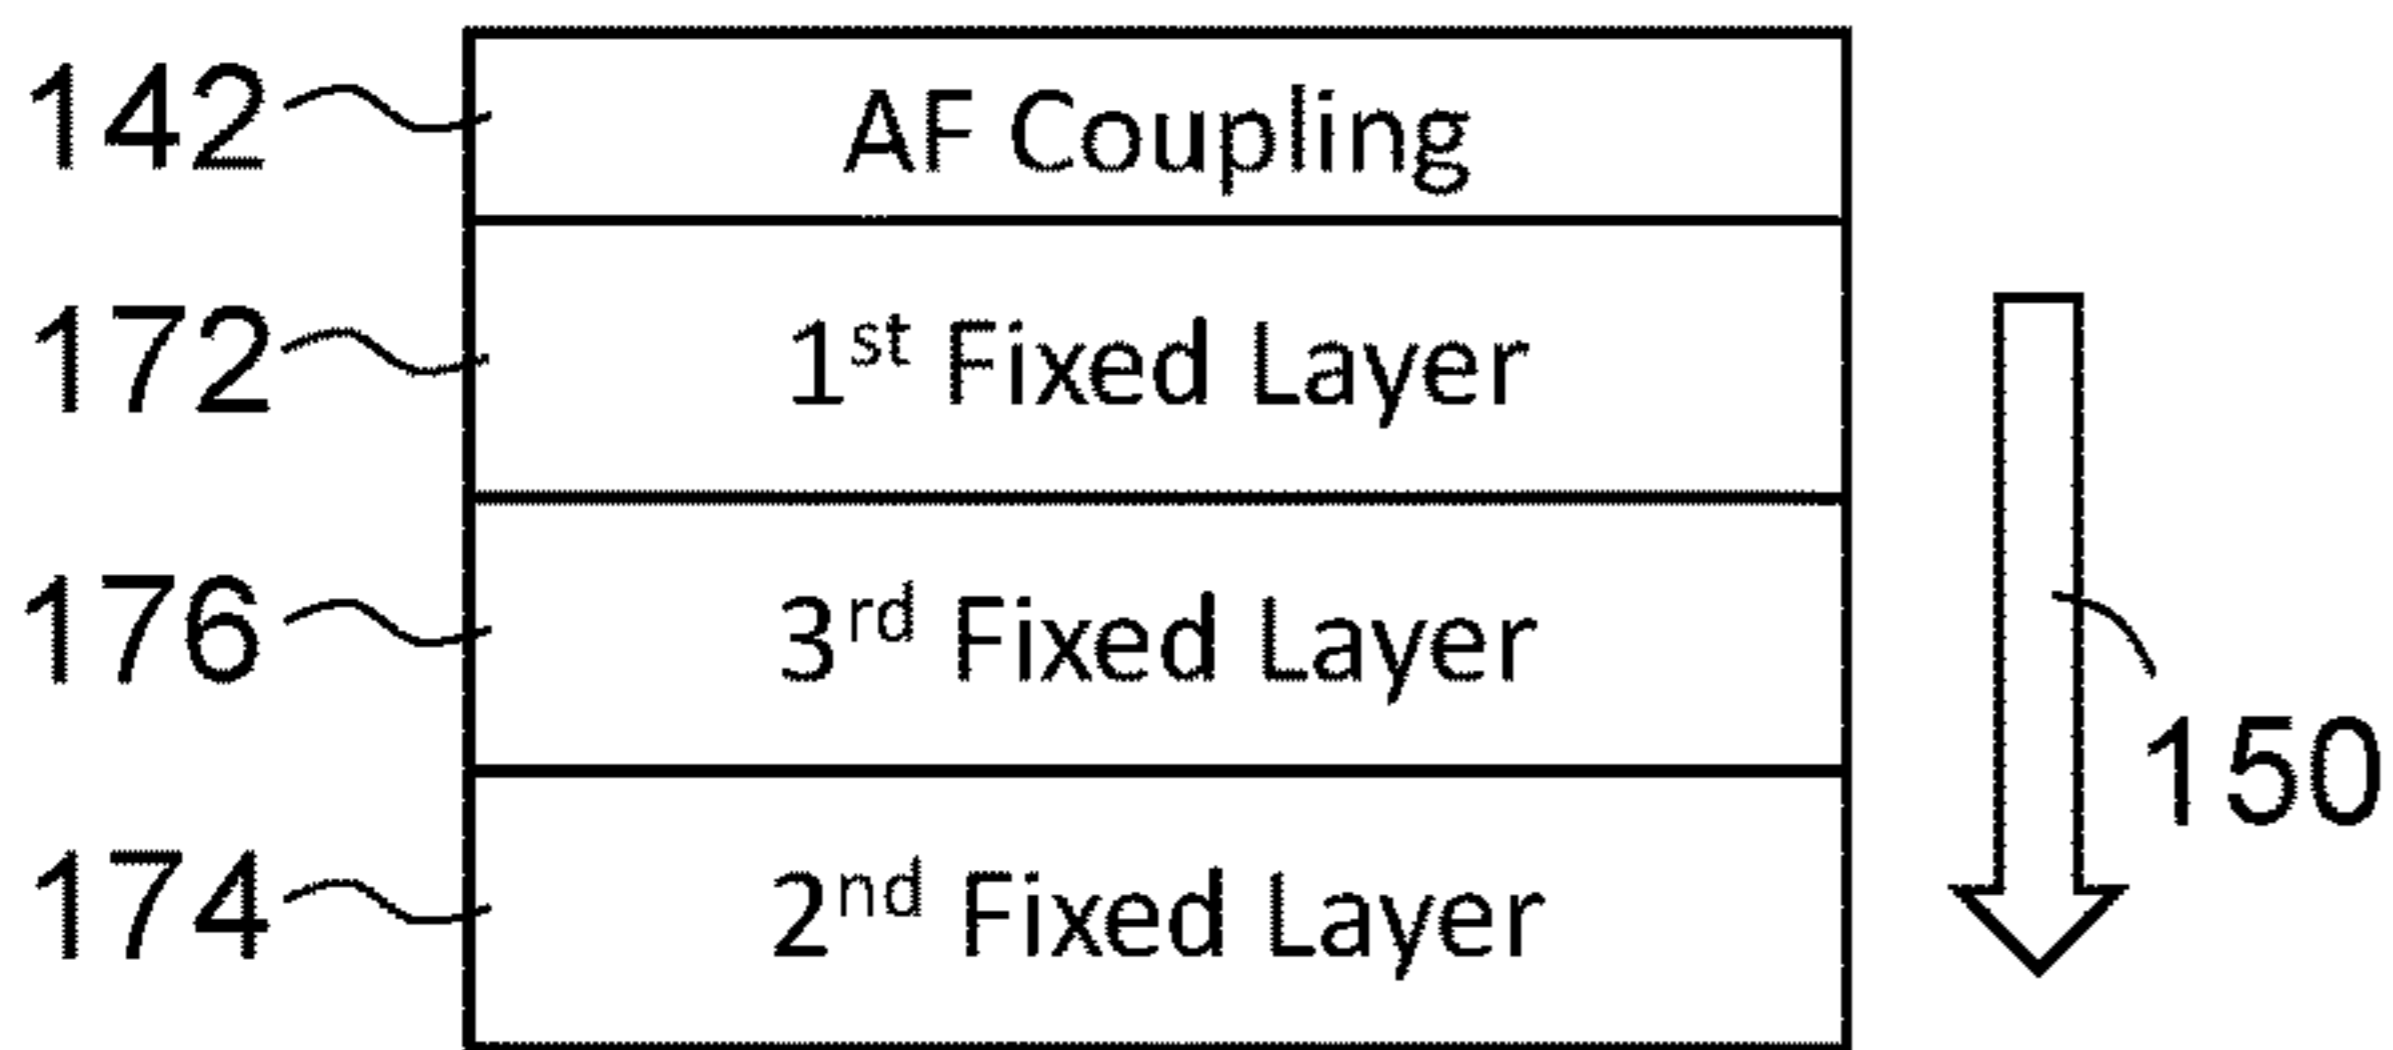 142 AF Coupling
172 1st Fixed Layer
176 3rd Fixed Layer
150
174 2nd Fixed Layer